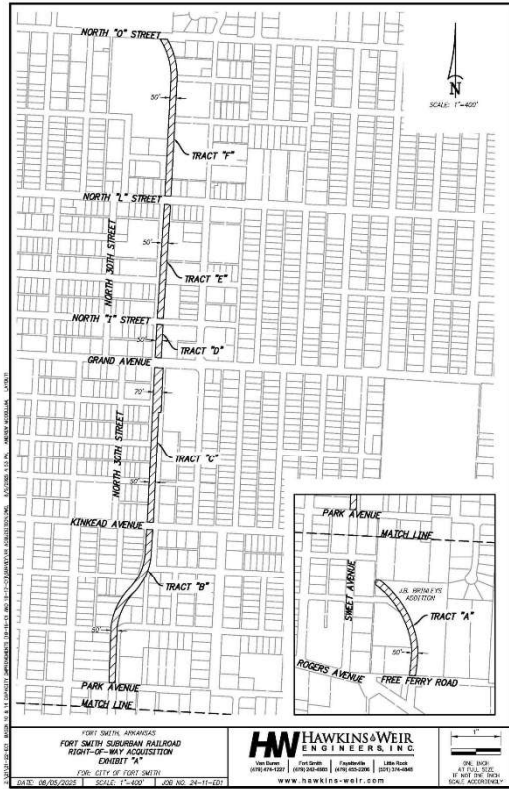 NORTH "O" STREET
N
SCALE: 1"=400'
50'
TRACT "F"
NORTH "L" STREET
50'
NORTH 30TH STREET
TRACT "E"
NORTH "I" STREET
50'
TRACT "D"
GRAND AVENUE
70'
NORTH 30TH STREET
TRACT "C"
50'
KINKEAD AVENUE
TRACT "B"
50'
PARK AVENUE
MATCH LINE
PARK AVENUE
MATCH LINE
SWEET AVENUE
ADDITION
TRACT "A"
50'
ROGERS AVENUE
FREE FERRY ROAD
FORT SMITH, ARKANSAS
FORT SMITH SUBURBAN RAILROAD
RIGHT-OF-WAY ACQUISITION
EXHIBIT "A"
FOR: CITY OF FORT SMITH
DATE: 08/05/2025 SCALE: 1"=400' JOB NO. 24-11-ED1
HW HAWKINS & WEIR
ENGINEERS, INC.
Van Buren Fort Smith Fayetteville Little Rock
(479) 474-1227
www.hawkins-weir.com
1"
ONE INCH
AT FULL SIZE
IF NOT ONE INCH
SCALE ACCORDINGLY